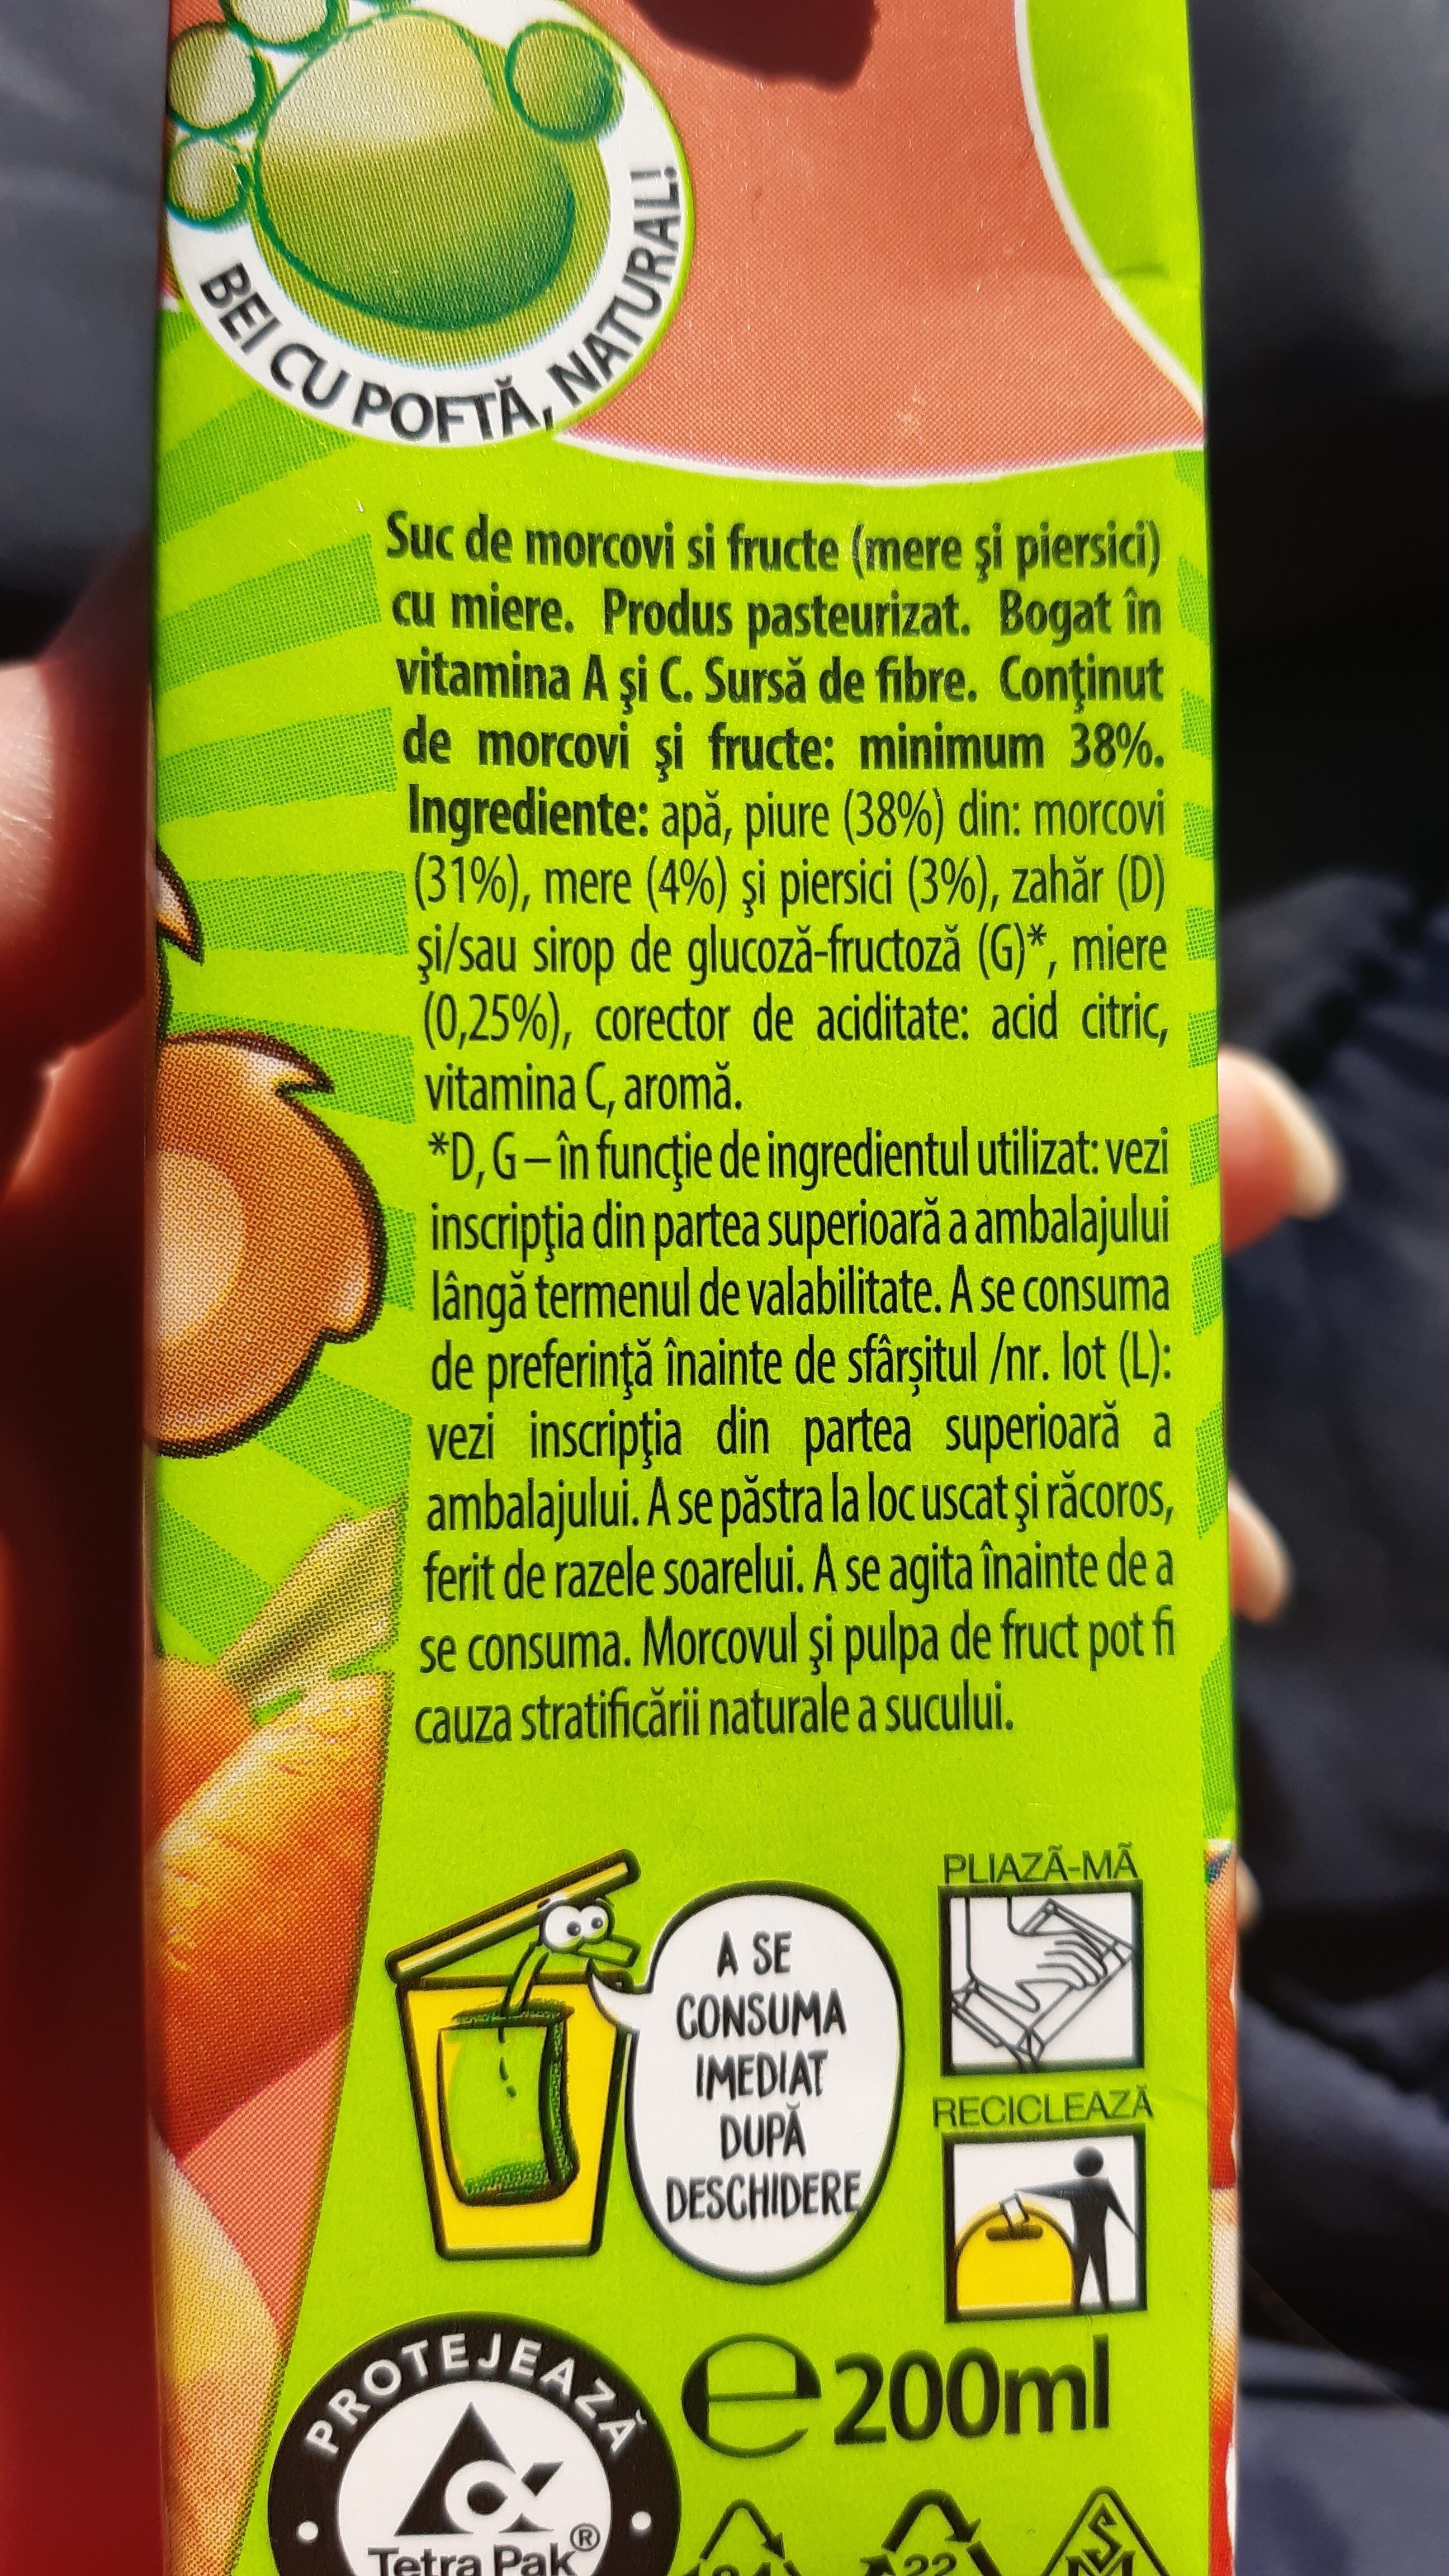 BEI CU POFTĂ, NATURAL!
Suc de morcovi si fructe (mere şi piersici)
cu miere. Produs pasteurizat. Bogat în
vitamina A şi C. Sursă de fibre. Conţinut
de morcovi şi fructe: minimum 38%.
Ingrediente: apă, piure (38%) din: morcovi
(31%), mere (4%) şi piersici (3%), zahăr (D)
şi/sau sirop de glucoză-fructoză (G)*, miere
(0,25%), corector de aciditate: acid citric,
vitamina C, aromă.
*D, G – în funcţie de ingredientul utilizat: vezi
inscripţia din partea superioară a ambalajului
lângă termenul de valabilitate. A se consuma
de preferinţă înainte de sfârșitul /nr. lot (L):
vezi inscripţia din partea superioară a
ambalajului. A se păstra la loc uscat şi răcoros,
ferit de razele soarelui. A se agita înainte de a
se consuma. Morcovul şi pulpa de fruct pot fi
cauza stratificării naturale a sucului.
A SE
CONSUMA
IMEDIAT
DUPĂ
DESCHIDERE
PLIAZÃ-MÃ
RECICLEAZĂ
PROTEJEAZĂ
Tetra Pak®
℮ 200ml
22
SM